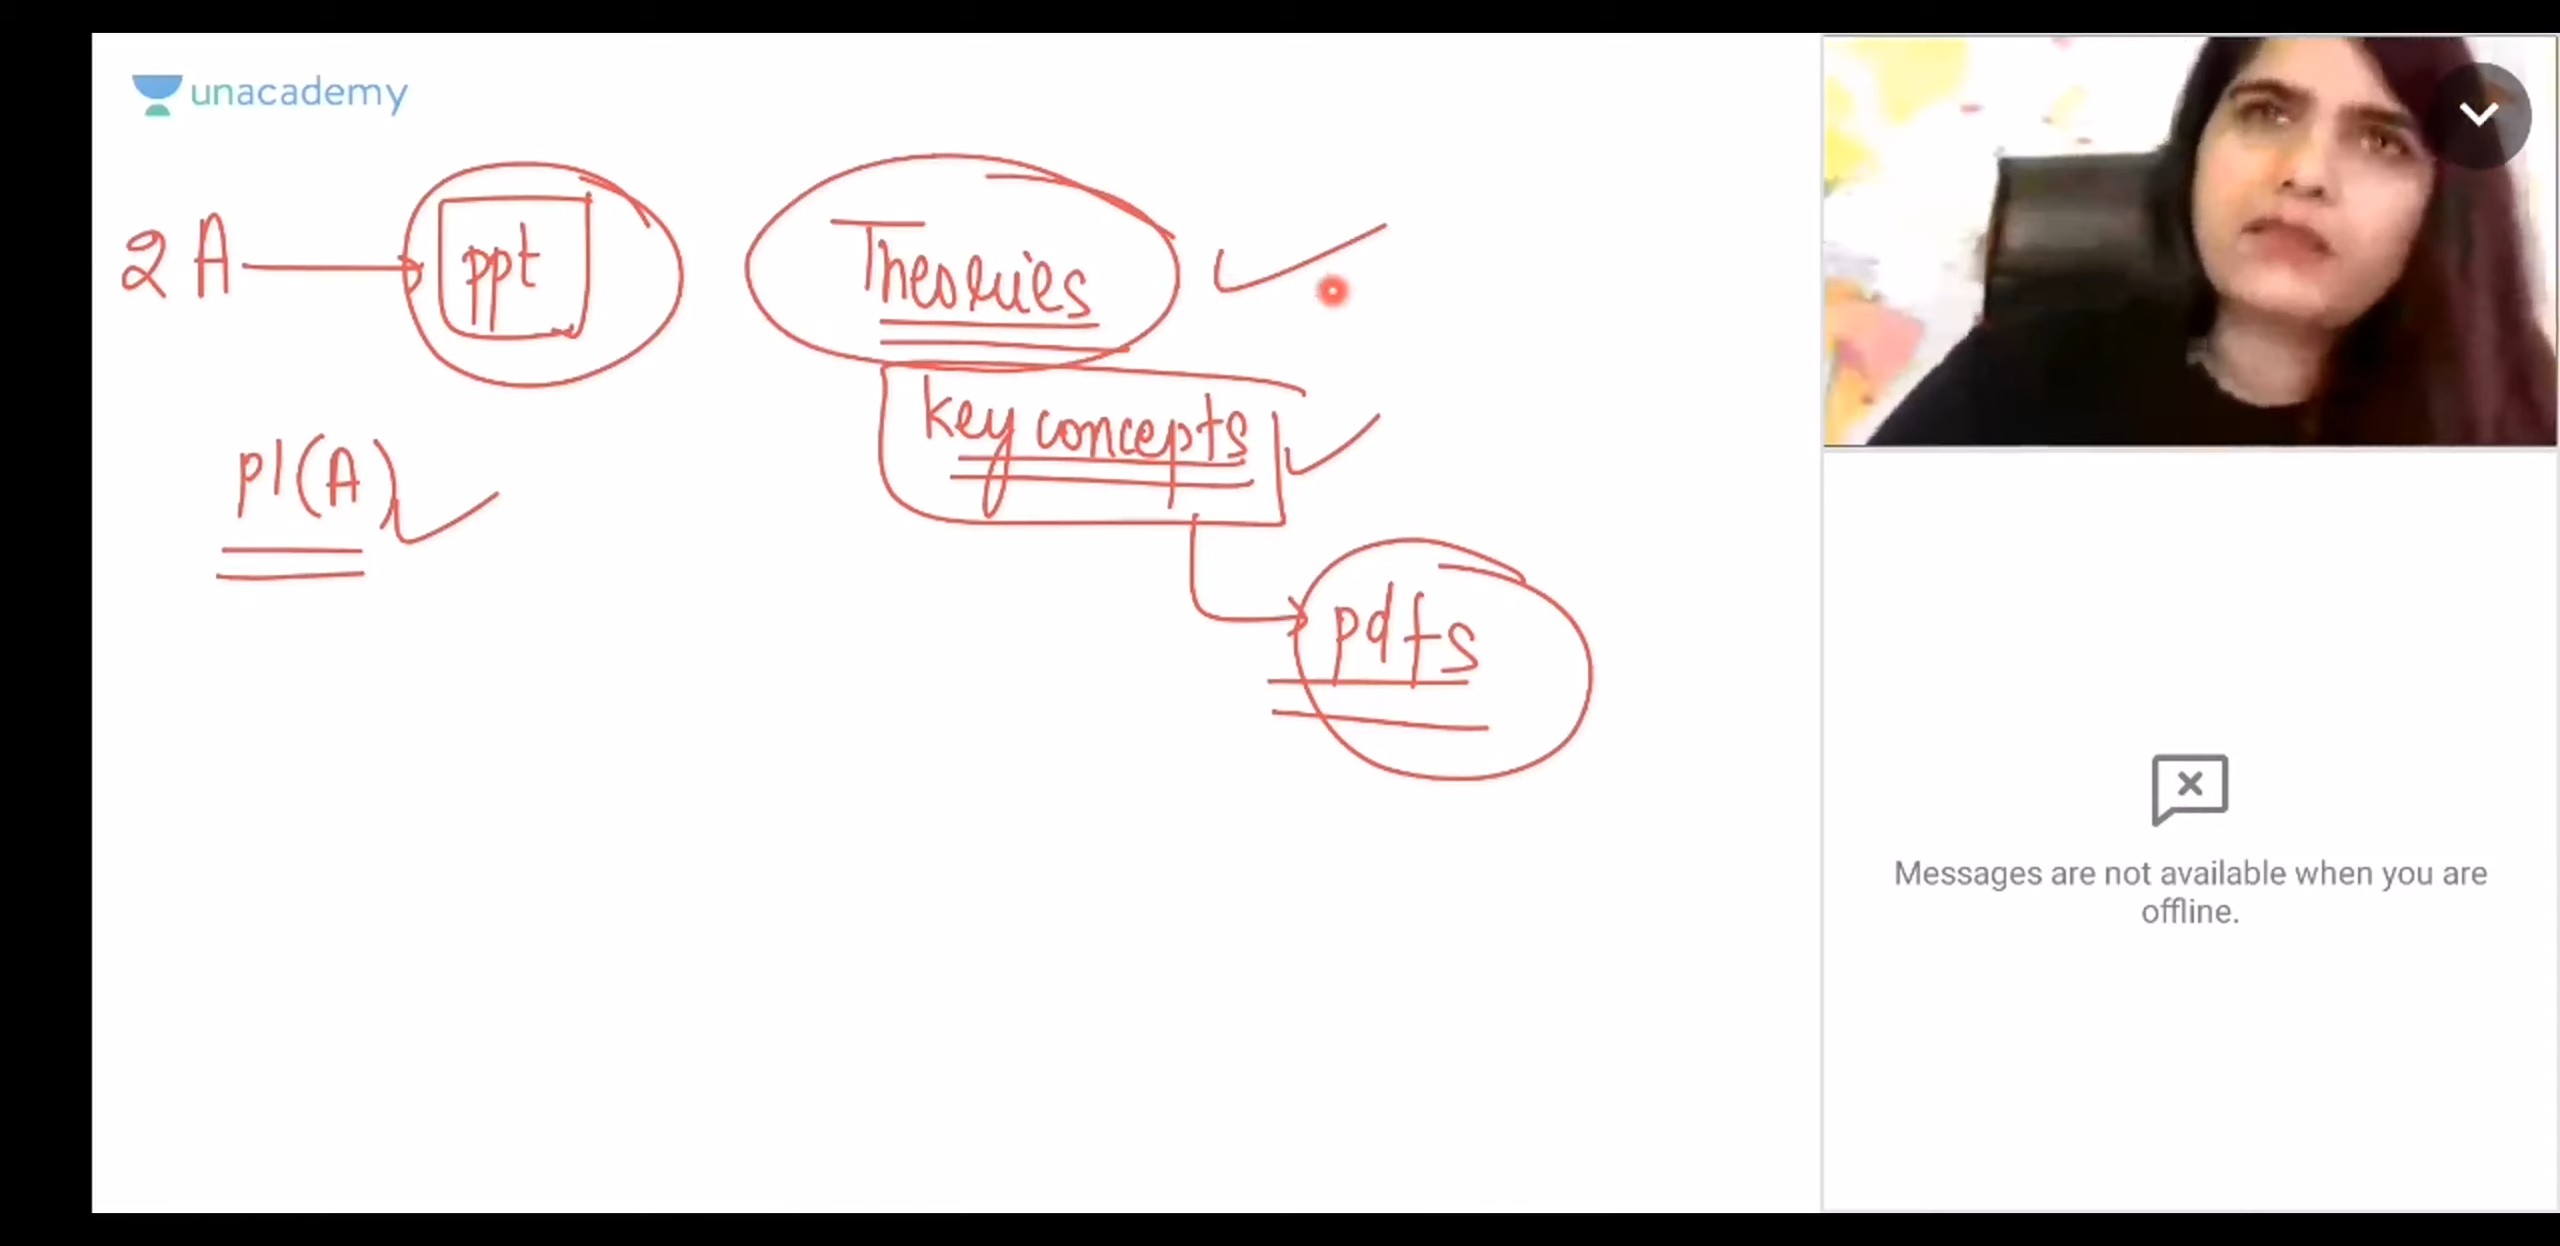 unacademy
2A ppt Theories
key concepts
p1(A)
pdfs
Messages are not available when you are
offline.